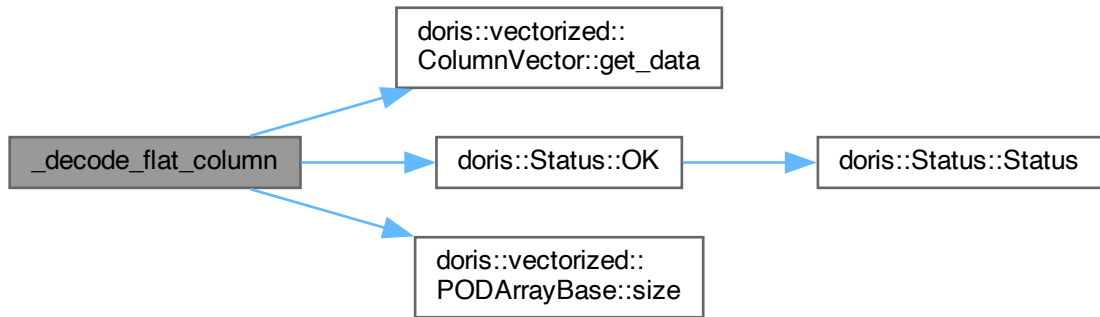 doris::vectorized::
ColumnVector::get_data
_decode_flat_column
doris::Status::OK
doris::Status::Status
doris::vectorized::
PODArrayBase::size